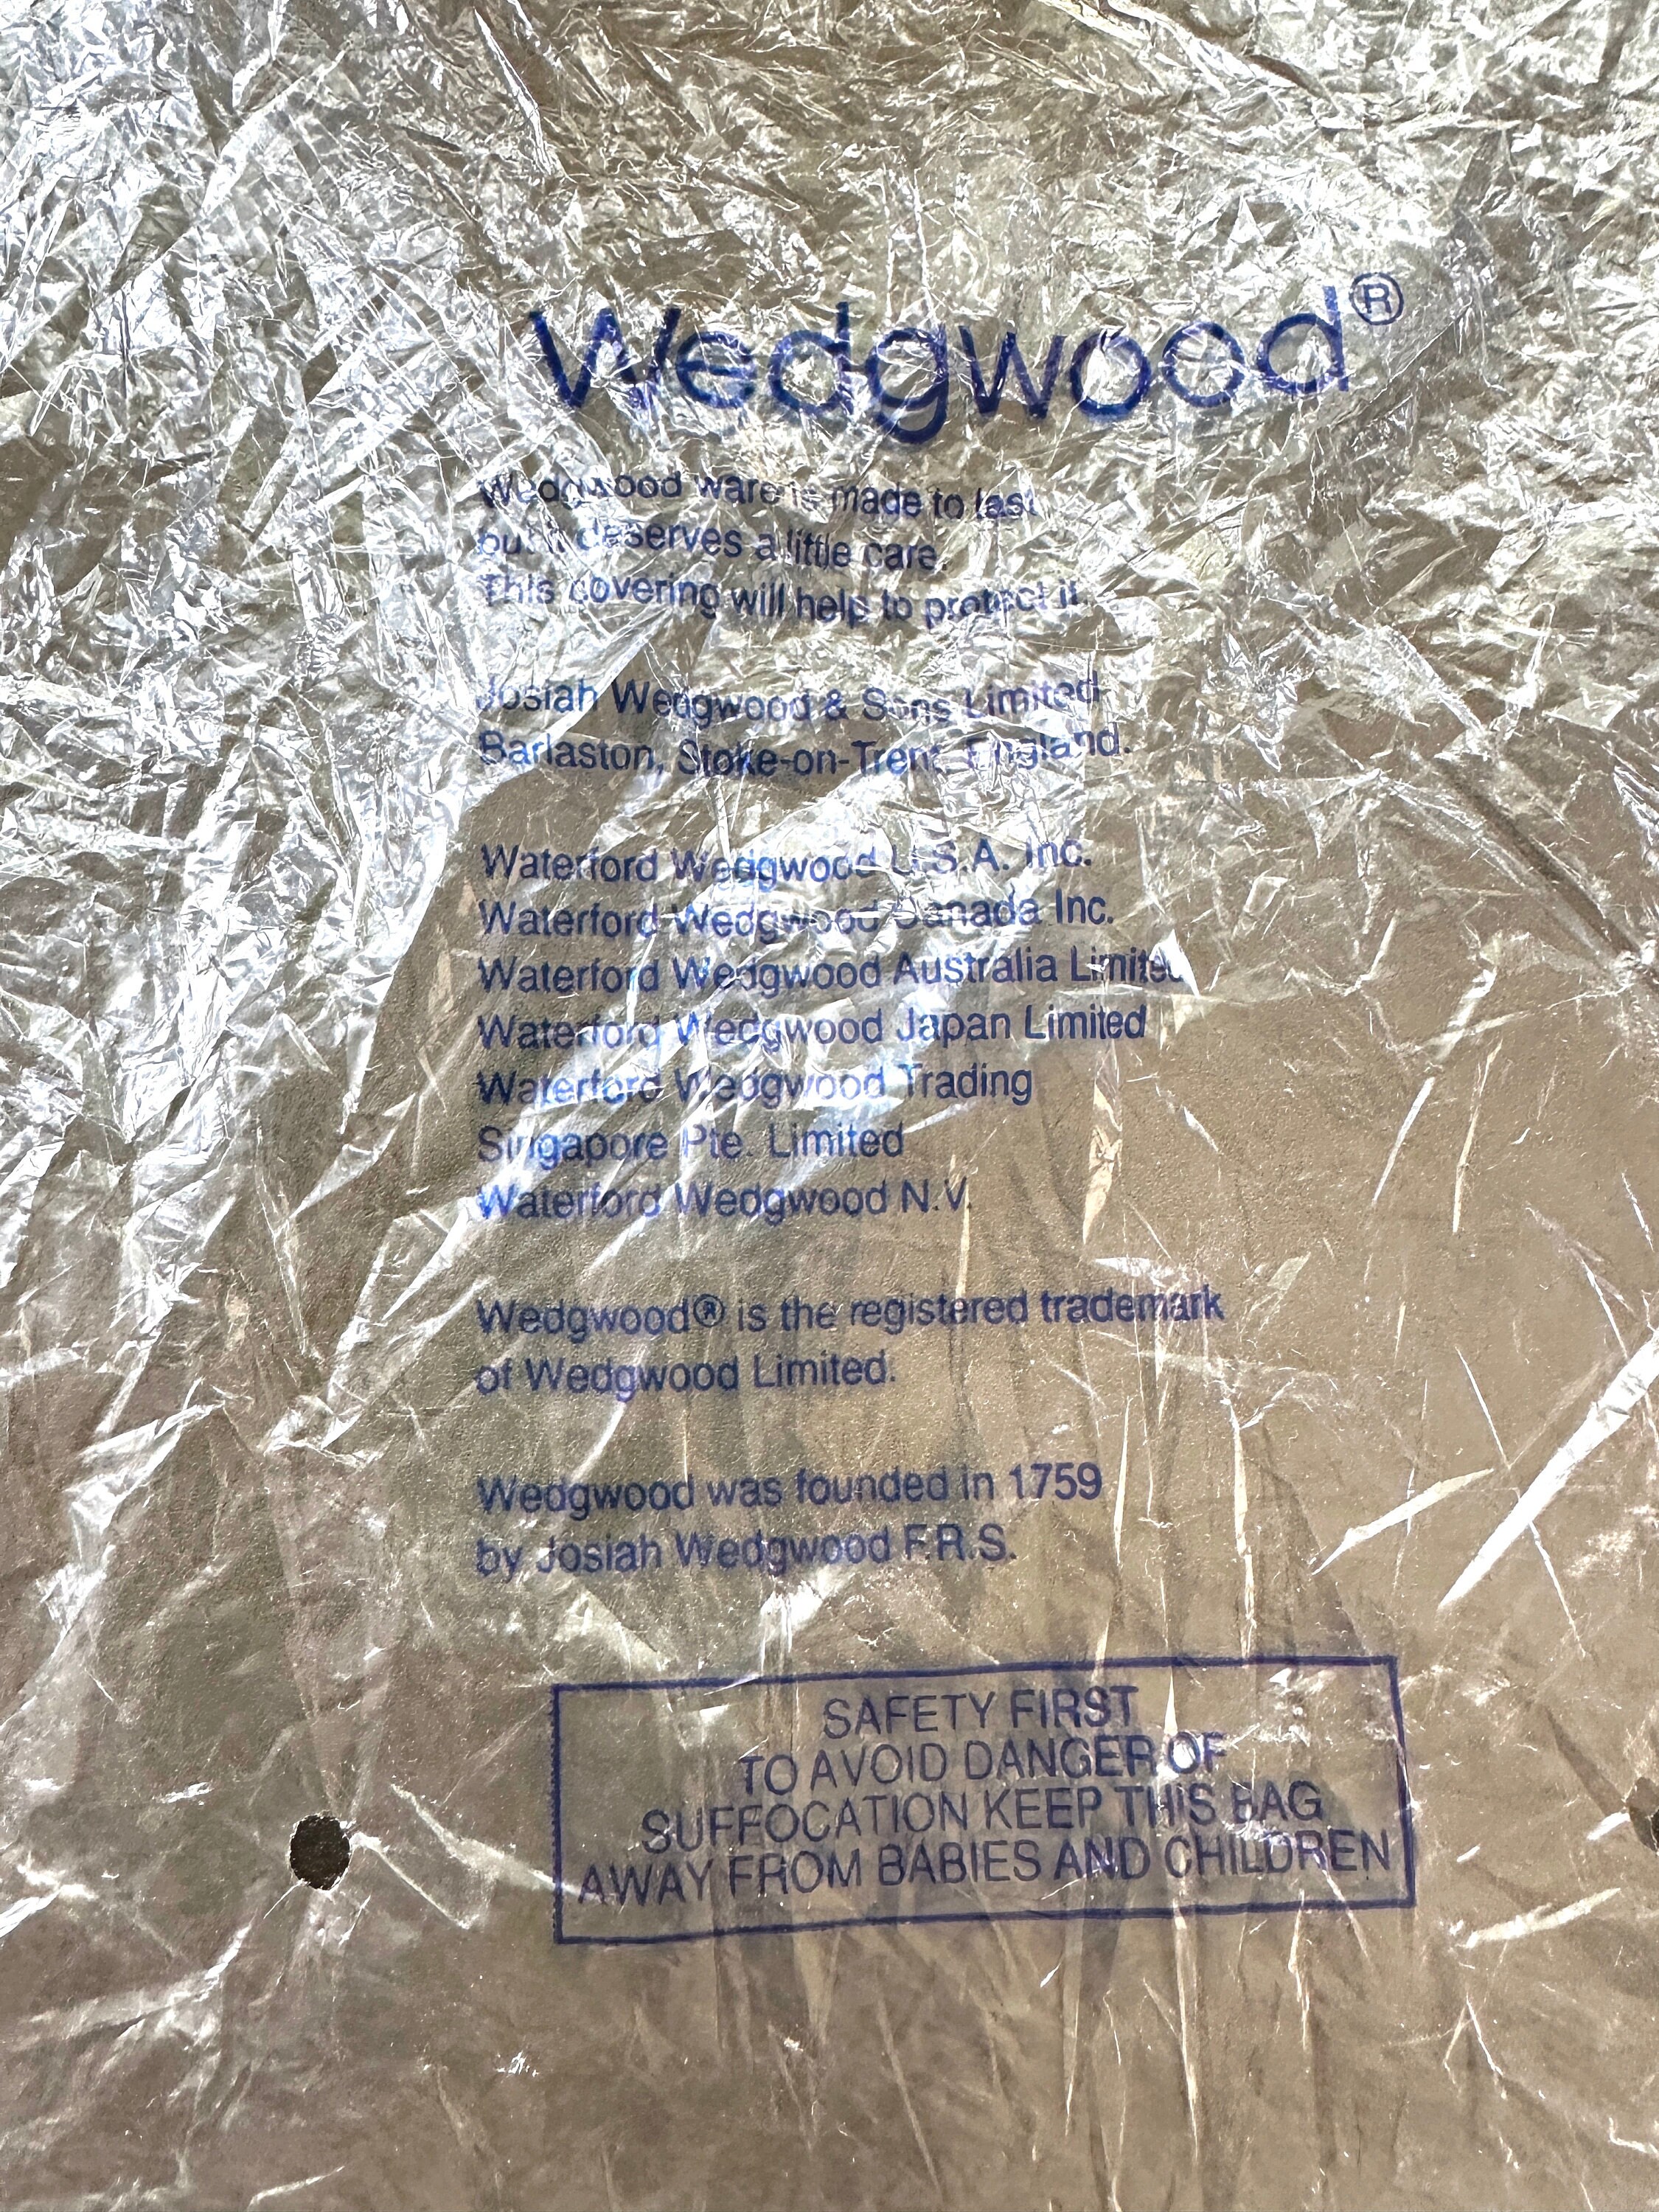 Wedgwood®
Wedgwood ware is made to last
but it deserves a little care.
This covering will help to protect it.
Josiah Wedgwood & Sons Limited
Barlaston, Stoke-on-Trent, England.
Waterford Wedgwood U.S.A. Inc.
Waterford Wedgwood Canada Inc.
Waterford Wedgwood Australia Limited
Waterford Wedgwood Japan Limited
Waterford Wedgwood Trading
Singapore Pte. Limited
Waterford Wedgwood N.V.
Wedgwood® is the registered trademark
of Wedgwood Limited.
Wedgwood was founded in 1759
by Josiah Wedgwood F.R.S.
SAFETY FIRST
TO AVOID DANGER OF
SUFFOCATION KEEP THIS BAG
AWAY FROM BABIES AND CHILDREN